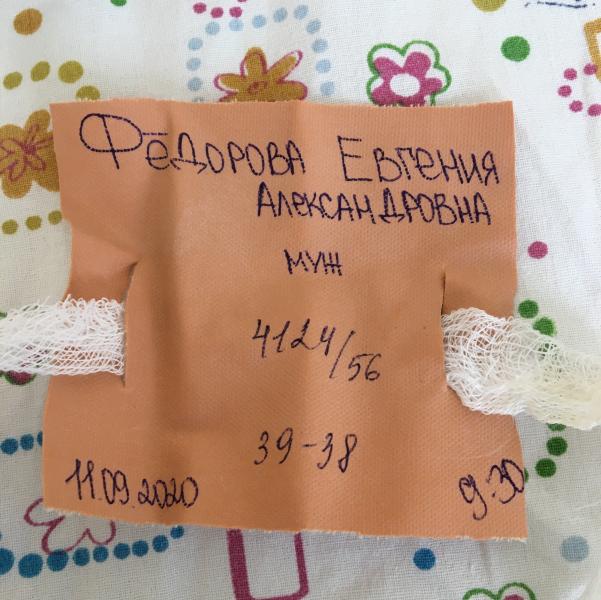 Фёдорова Евгения
Александровна
муж
4124/56
39-38
11.09.2020 9.30